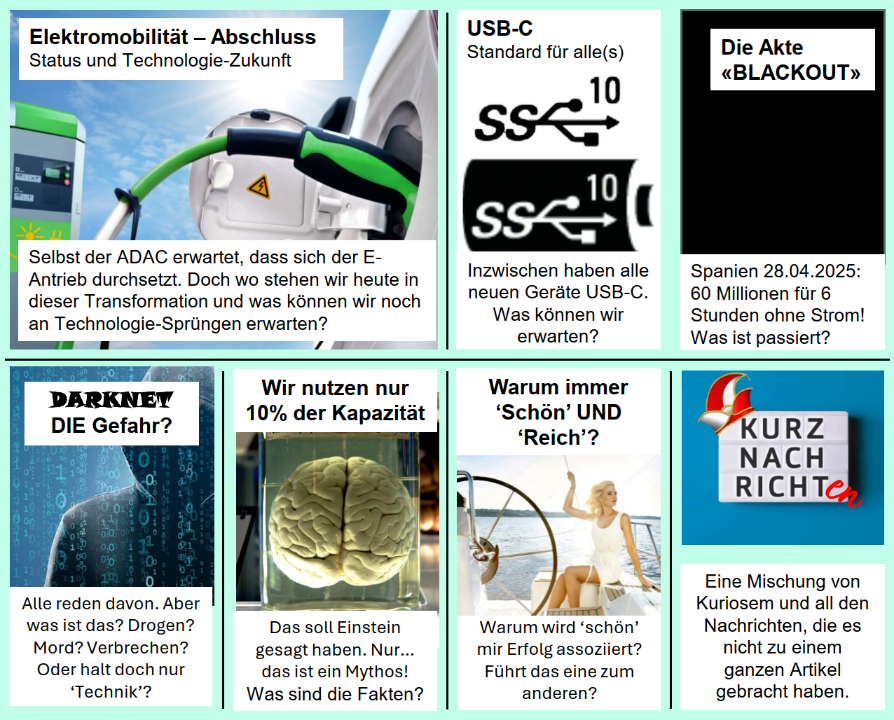 Elektromobilität – Abschluss
Status und Technologie-Zukunft
Selbst der ADAC erwartet, dass sich der E-
Antrieb durchsetzt. Doch wo stehen wir heute in
dieser Transformation und was können wir noch
an Technologie-Sprüngen erwarten?
USB-C
Standard für alle(s)
SS 10
SS 10
Inzwischen haben alle
neuen Geräte USB-C.
Was können wir
erwarten?
Die Akte
«BLACKOUT»
Spanien 28.04.2025:
60 Millionen für 6
Stunden ohne Strom!
Was ist passiert?
DARKNET
DIE Gefahr?
Alle reden davon. Aber
was ist das? Drogen?
Mord? Verbrechen?
Oder halt doch nur
‘Technik’?
Wir nutzen nur
10% der Kapazität
Das soll Einstein
gesagt haben. Nur...
das ist ein Mythos!
Was sind die Fakten?
Warum immer
‘Schön’ UND
‘Reich’?
Warum wird ‘schön’
mir Erfolg assoziiert?
Führt das eine zum
anderen?
KURZ
NACH
RICHTen
Eine Mischung von
Kuriosem und all den
Nachrichten, die es
nicht zu einem
ganzen Artikel
gebracht haben.